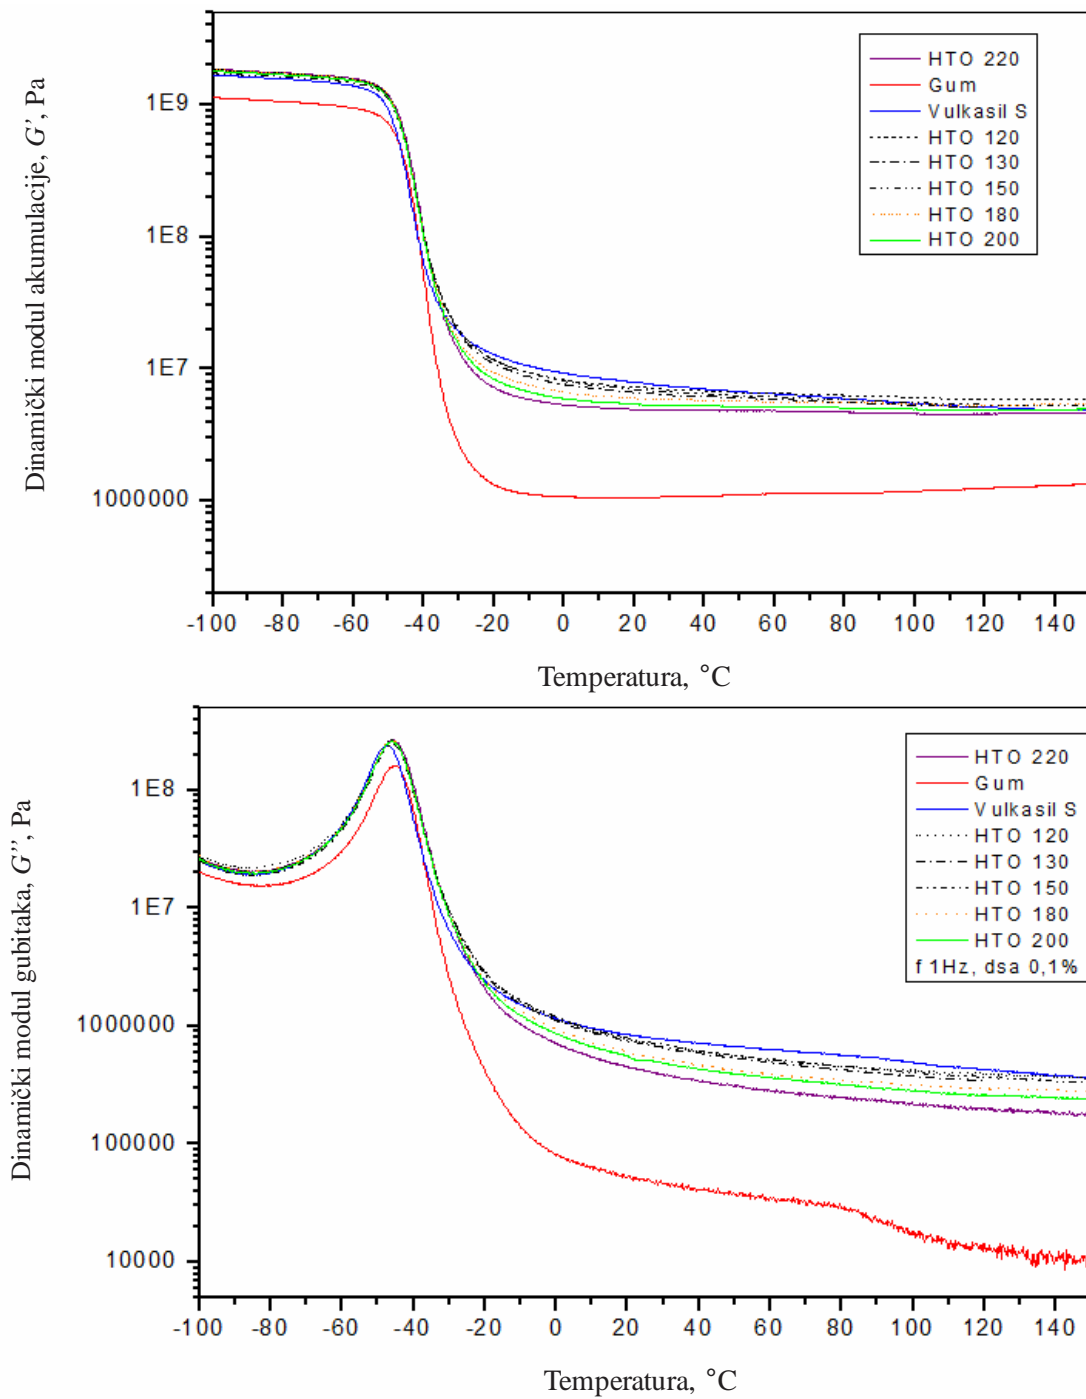 Dinamički modul akumulacije, G’, Pa
1E9
1E8
1E7
1000000
HTO 220
Gum
Vulkasil S
HTO 120
HTO 130
HTO 150
HTO 180
HTO 200
-100 -80 -60 -40 -20 0 20 40 60 80 100 120 140
Temperatura, °C
Dinamički modul gubitaka, G’’, Pa
1E8
1E7
1000000
100000
10000
HTO 220
Gum
Vulkasil S
HTO 120
HTO 130
HTO 150
HTO 180
HTO 200
f 1Hz, dsa 0,1%
-100 -80 -60 -40 -20 0 20 40 60 80 100 120 140
Temperatura, °C